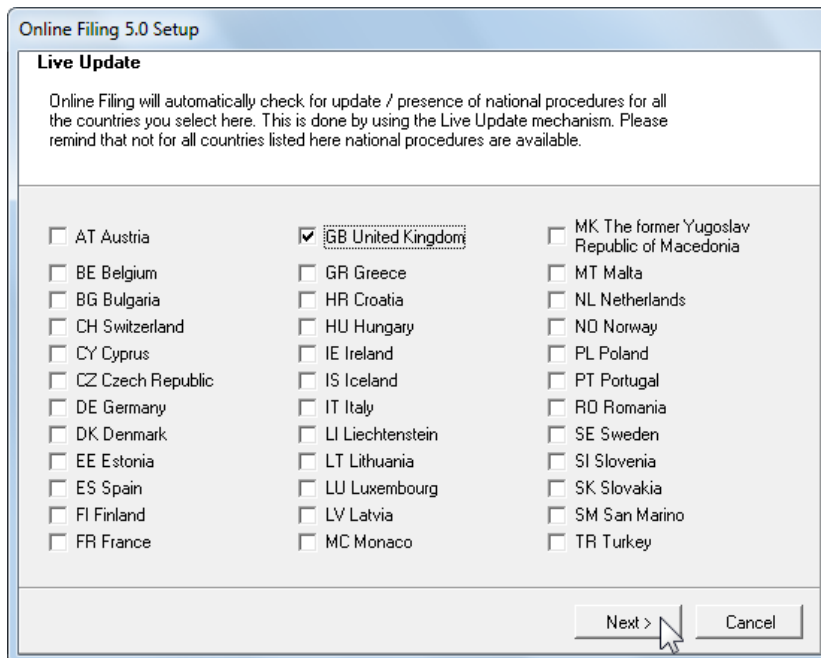 Online Filing 5.0 Setup
Live Update
Online Filing will automatically check for update / presence of national procedures for all
the countries you select here. This is done by using the Live Update mechanism. Please
remind that not for all countries listed here national procedures are available.
AT Austria
BE Belgium
BG Bulgaria
CH Switzerland
CY Cyprus
CZ Czech Republic
DE Germany
DK Denmark
EE Estonia
ES Spain
FI Finland
FR France
GB United Kingdom
GR Greece
HR Croatia
HU Hungary
IE Ireland
IS Iceland
IT Italy
LI Liechtenstein
LT Lithuania
LU Luxembourg
LV Latvia
MC Monaco
MK The former Yugoslav
Republic of Macedonia
MT Malta
NL Netherlands
NO Norway
PL Poland
PT Portugal
RO Romania
SE Sweden
SI Slovenia
SK Slovakia
SM San Marino
TR Turkey
Next >
Cancel